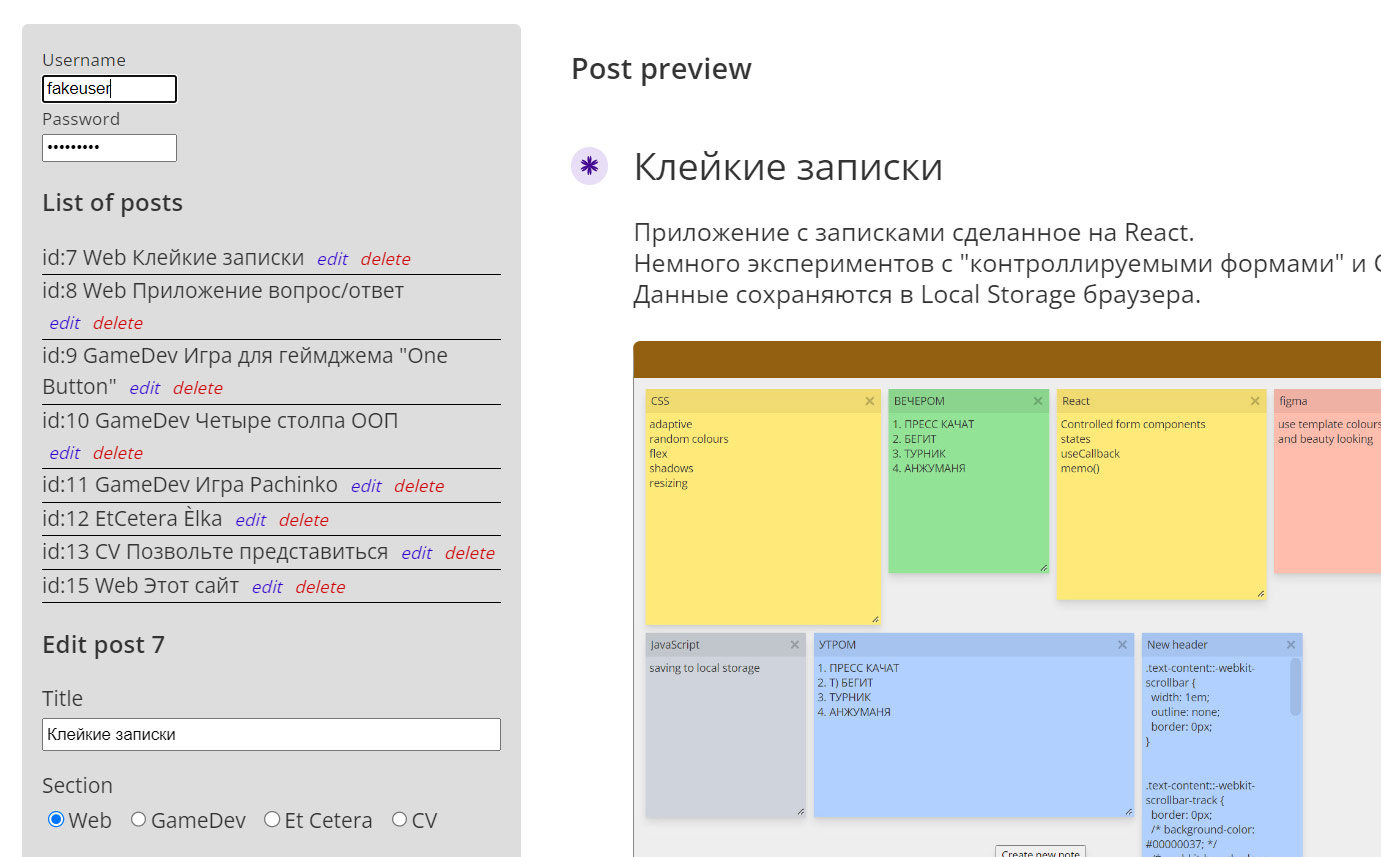 Username
fakeuser
Password
•••••••••
List of posts
id:7 Web Клейкие записки edit delete
id:8 Web Приложение вопрос/ответ
edit delete
id:9 GameDev Игра для геймджема "One
Button" edit delete
id:10 GameDev Четыре столпа ООП
edit delete
id:11 GameDev Игра Pachinko edit delete
id:12 EtCetera Èlka edit delete
id:13 CV Позвольте представиться edit delete
id:15 Web Этот сайт edit delete
Edit post 7
Title
Клейкие записки
Section
Web GameDev Et Cetera CV
Post preview
Клейкие записки
Приложение с записками сделанное на React.
Немного экспериментов с "контроллируемыми формами" и
Данные сохраняются в Local Storage браузера.
CSS
adaptive
random colours
flex
shadows
resizing
ВЕЧЕРОМ
1. ПРЕСС КАЧАТ
2. БЕГИТ
3. ТУРНИК
4. АНЖУМАНЯ
React
Controlled form components
states
useCallback
memo()
figma
use template colours
and beauty looking
JavaScript
saving to local storage
УТРОМ
1. ПРЕСС КАЧАТ
2. Т) БЕГИТ
3. ТУРНИК
4. АНЖУМАНЯ
New header
.text-content::-webkit-
scrollbar {
width: 1em;
outline: none;
border: 0px;
}
.text-content::-webkit-
scrollbar-track {
border: 0px;
/* background-color:
#00000037; */
Create new note